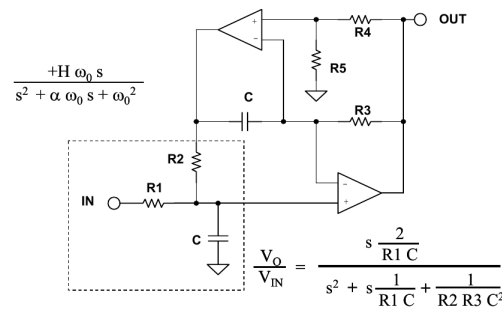 +
−
R4
OUT
R5
+H ω0 s
s² + α ω0 s + ω0²
C
R3
R2
IN
R1
−
+
C
VO
VIN
=
s 2
R1 C
s² + s 1
R1 C
+ 1
R2 R3 C²